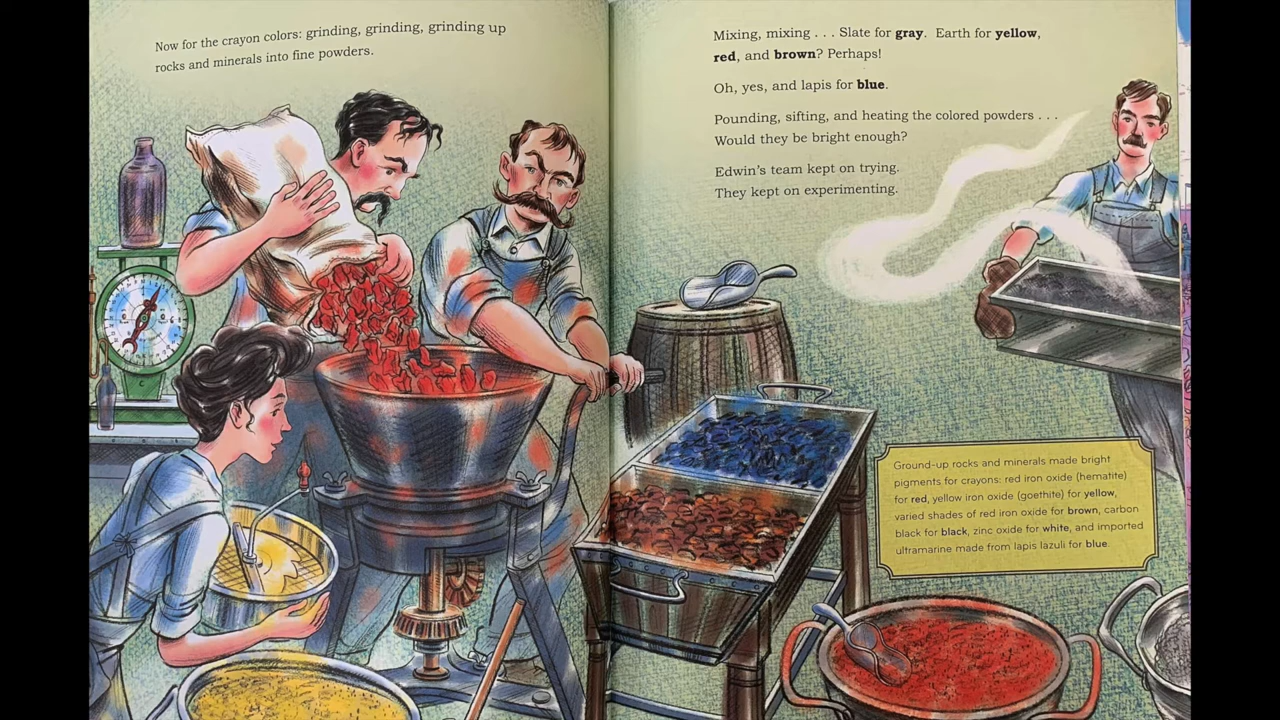 Now for the crayon colors: grinding, grinding, grinding up
rocks and minerals into fine powders.
Mixing, mixing . . . Slate for gray. Earth for yellow,
red, and brown? Perhaps!
Oh, yes, and lapis for blue.
Pounding, sifting, and heating the colored powders . . .
Would they be bright enough?
Edwin’s team kept on trying.
They kept on experimenting.
Ground-up rocks and minerals made bright
pigments for crayons: red iron oxide (hematite)
for red, yellow iron oxide (goethite) for yellow,
varied shades of red iron oxide for brown, carbon
black for black, zinc oxide for white, and imported
ultramarine made from lapis lazuli for blue.